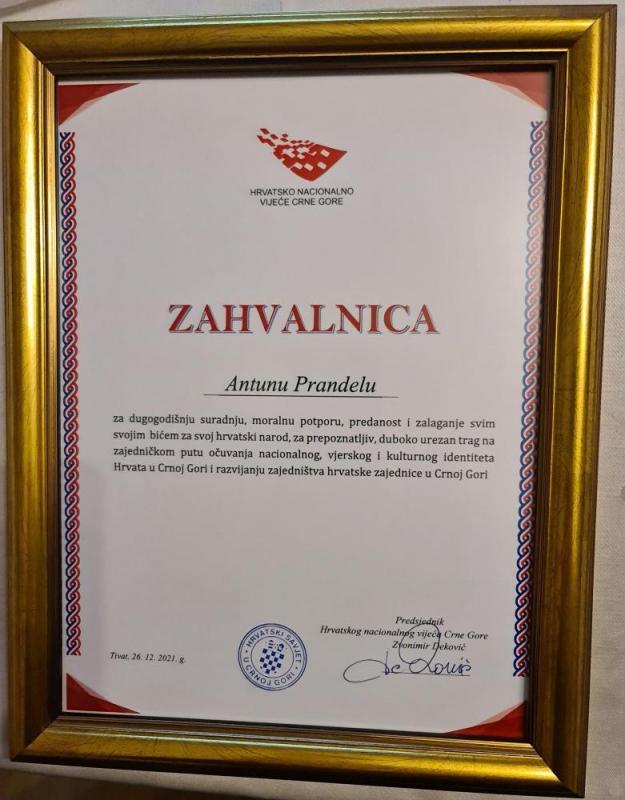 HRVATSKO NACIONALNO
VIJEĆE CRNE GORE
ZAHVALNICA
Antunu Prandelu
za dugogodišnju suradnju, moralnu potporu, predanost i zalaganje svim
svojim bićem za svoj hrvatski narod, za prepoznatljiv, duboko urezan trag na
zajedničkom putu očuvanja nacionalnog, vjerskog i kulturnog identiteta
Hrvata u Crnoj Gori i razvijanju zajedništva hrvatske zajednice u Crnoj Gori
Predsjednik
Hrvatskog nacionalnog vijeća Crne Gore
Zvonimir Deković
Tivat, 26. 12. 2021. g.
HRVATSKI SAVJET
U CRNOJ GORI